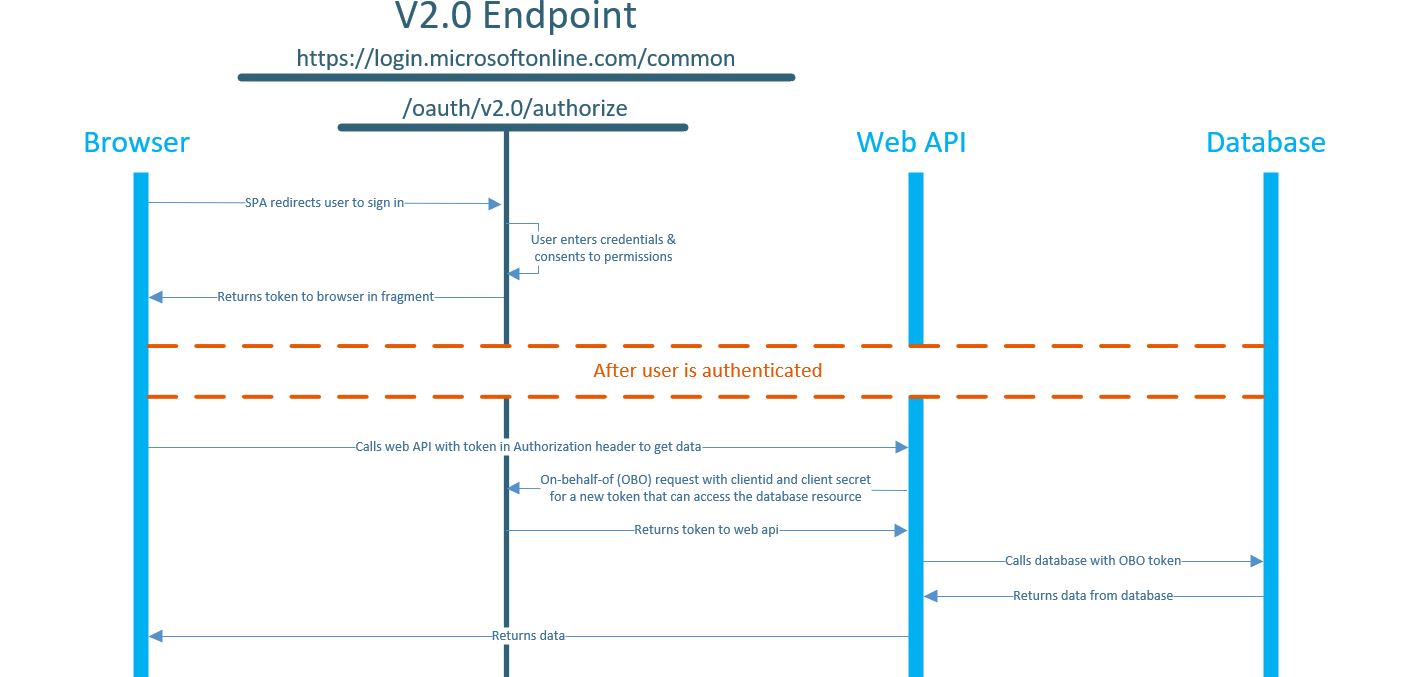 V2.0 Endpoint
https://login.microsoftonline.com/common
/oauth/v2.0/authorize
Browser
Web API
Database
SPA redirects user to sign in
User enters credentials &
consents to permissions
Returns token to browser in fragment
After user is authenticated
Calls web API with token in Authorization header to get data
On-behalf-of (OBO) request with clientid and client secret
for a new token that can access the database resource
Returns token to web api
Calls database with OBO token
Returns data from database
Returns data